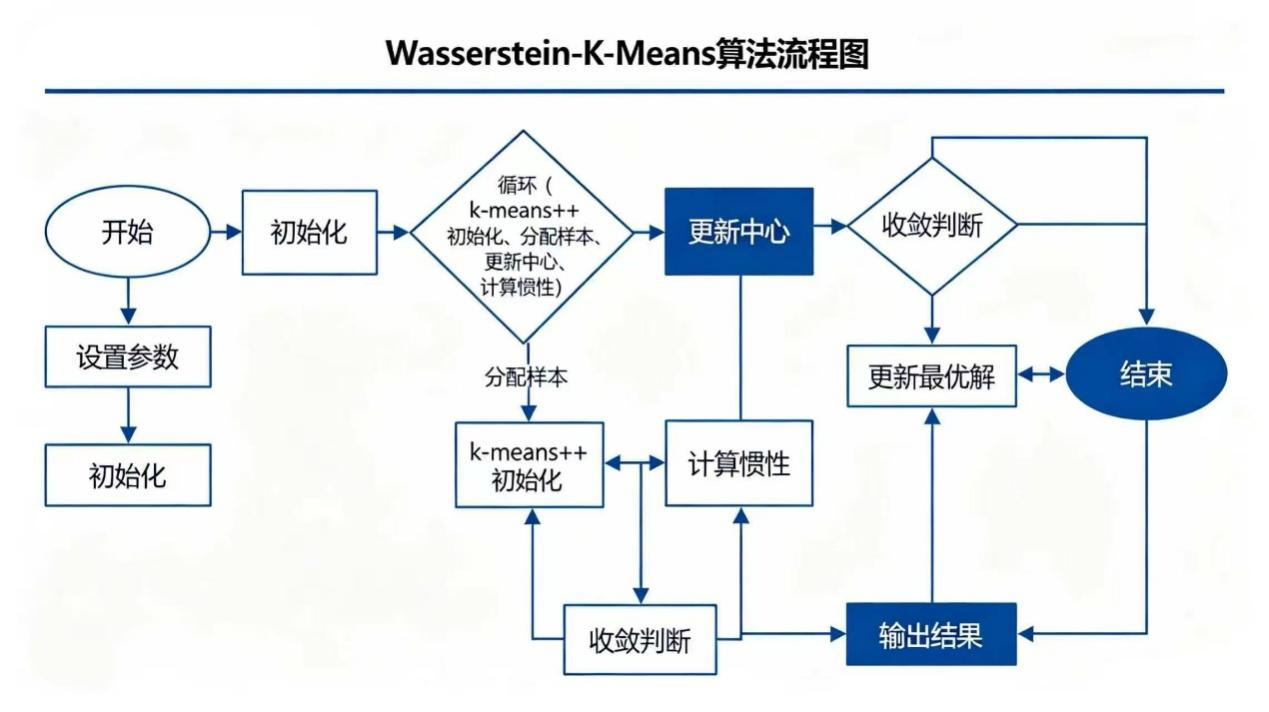 Wasserstein-K-Means算法流程图
开始
初始化
循环（
k-means++
初始化、分配样本、
更新中心、
计算惯性）
更新中心
收敛判断
设置参数
初始化
分配样本
k-means++
初始化
计算惯性
更新最优解
结束
收敛判断
输出结果